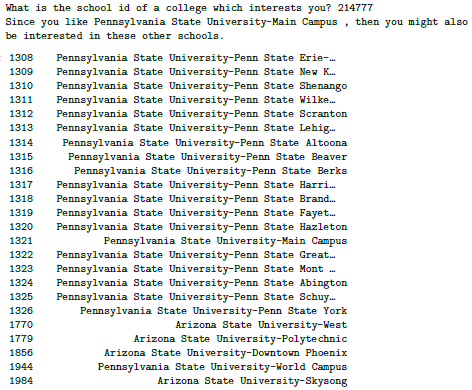 What is the school id of a college which interests you? 214777
Since you like Pennsylvania State University-Main Campus , then you might also
be interested in these other schools.
1308 Pennsylvania State University-Penn State Erie-…
1309 Pennsylvania State University-Penn State New K…
1310 Pennsylvania State University-Penn State Shenango
1311 Pennsylvania State University-Penn State Wilke…
1312 Pennsylvania State University-Penn State Scranton
1313 Pennsylvania State University-Penn State Lehig…
1314 Pennsylvania State University-Penn State Altoona
1315 Pennsylvania State University-Penn State Beaver
1316 Pennsylvania State University-Penn State Berks
1317 Pennsylvania State University-Penn State Harri…
1318 Pennsylvania State University-Penn State Brand…
1319 Pennsylvania State University-Penn State Fayet…
1320 Pennsylvania State University-Penn State Hazleton
1321 Pennsylvania State University-Main Campus
1322 Pennsylvania State University-Penn State Great…
1323 Pennsylvania State University-Penn State Mont …
1324 Pennsylvania State University-Penn State Abington
1325 Pennsylvania State University-Penn State Schuy…
1326 Pennsylvania State University-Penn State York
1770 Arizona State University-West
1779 Arizona State University-Polytechnic
1856 Arizona State University-Downtown Phoenix
1944 Pennsylvania State University-World Campus
1984 Arizona State University-Skysong